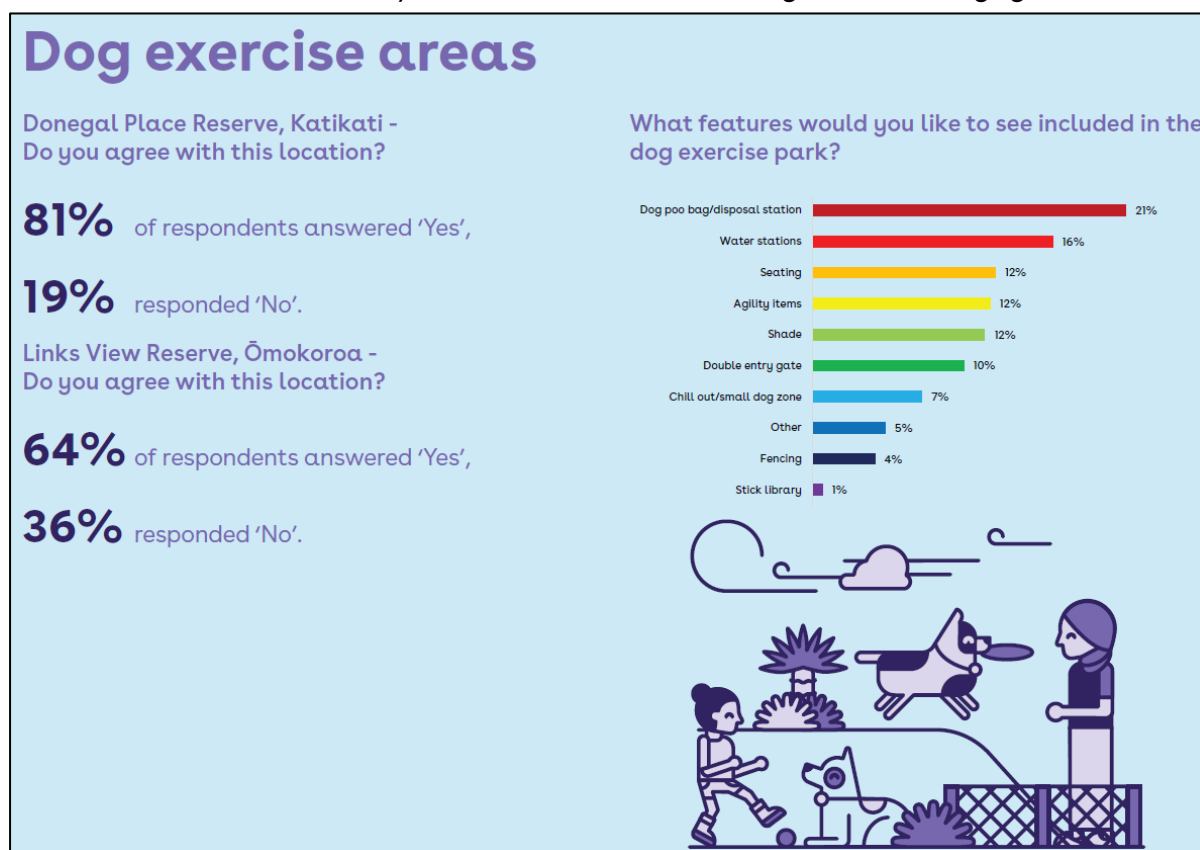 Dog exercise areas
Donegal Place Reserve, Katikati -
Do you agree with this location?
81% of respondents answered ‘Yes’,
19% responded ‘No’.
Links View Reserve, Ōmokoroa -
Do you agree with this location?
64% of respondents answered ‘Yes’,
36% responded ‘No’.
What features would you like to see included in the
dog exercise park?
Dog poo bag/disposal station 21%
Water stations 16%
Seating 12%
Agility items 12%
Shade 12%
Double entry gate 10%
Chill out/small dog zone 7%
Other 5%
Fencing 4%
Stick library 1%